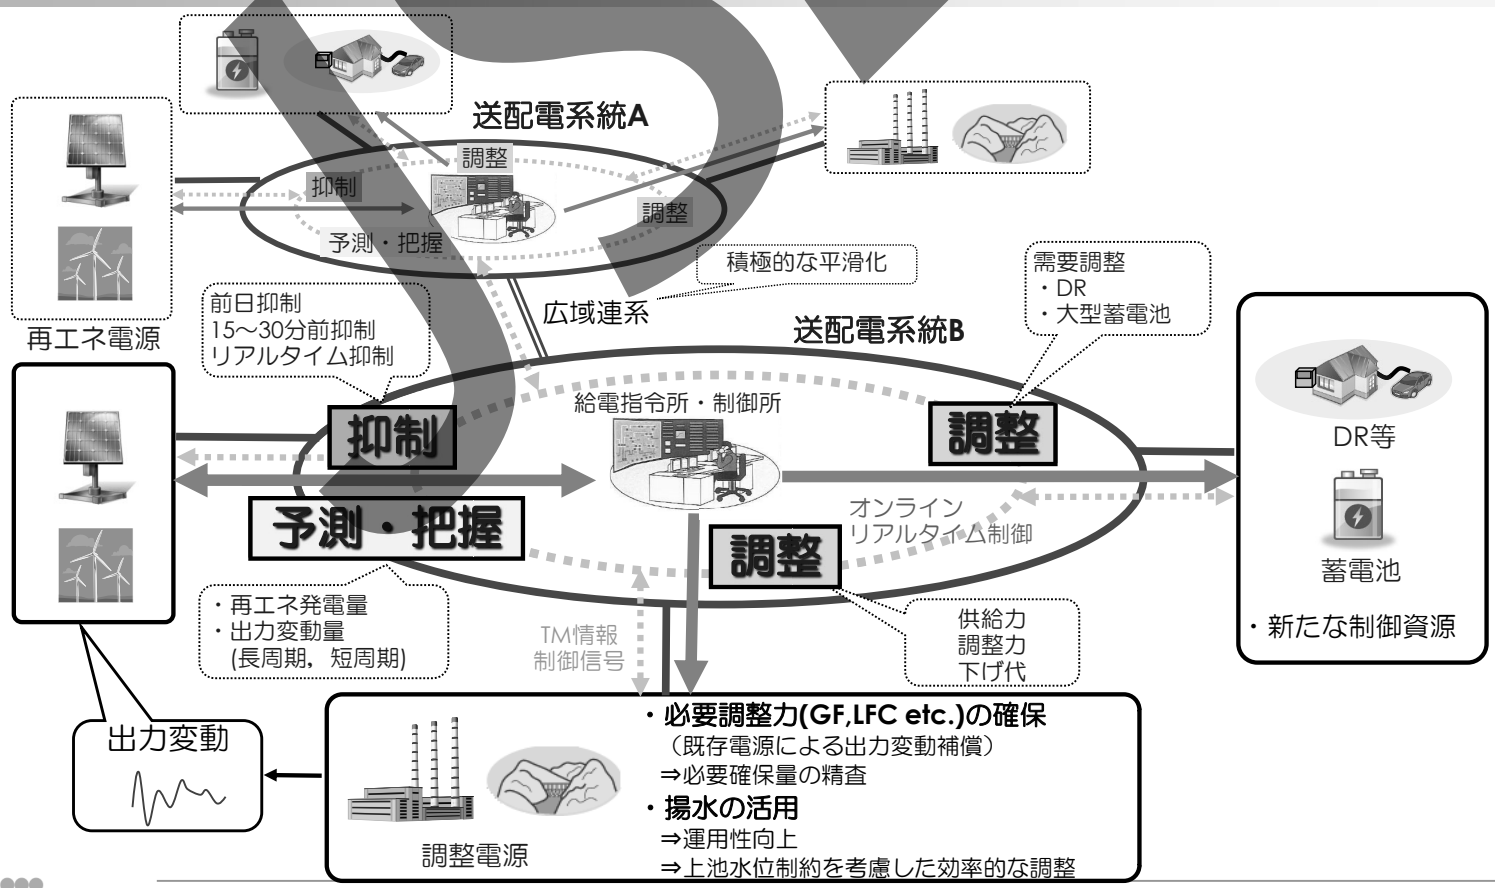 送配電系統A
調整
抑制
調整
予測・把握
再エネ電源
広域連系
積極的な平滑化
需要調整
・DR
・大型蓄電池
前日抑制
15〜30分前抑制
リアルタイム抑制
送配電系統B
給電指令所・制御所
抑制
調整
予測・把握
調整
オンライン
リアルタイム制御
DR等
蓄電池
・新たな制御資源
・再エネ発電量
・出力変動量
(長周期，短周期)
TM情報
制御信号
供給力
調整力
下げ代
出力変動
調整電源
・必要調整力(GF,LFC etc.)の確保
（既存電源による出力変動補償）
⇒必要確保量の精査
・揚水の活用
⇒運用性向上
⇒上池水位制約を考慮した効率的な調整